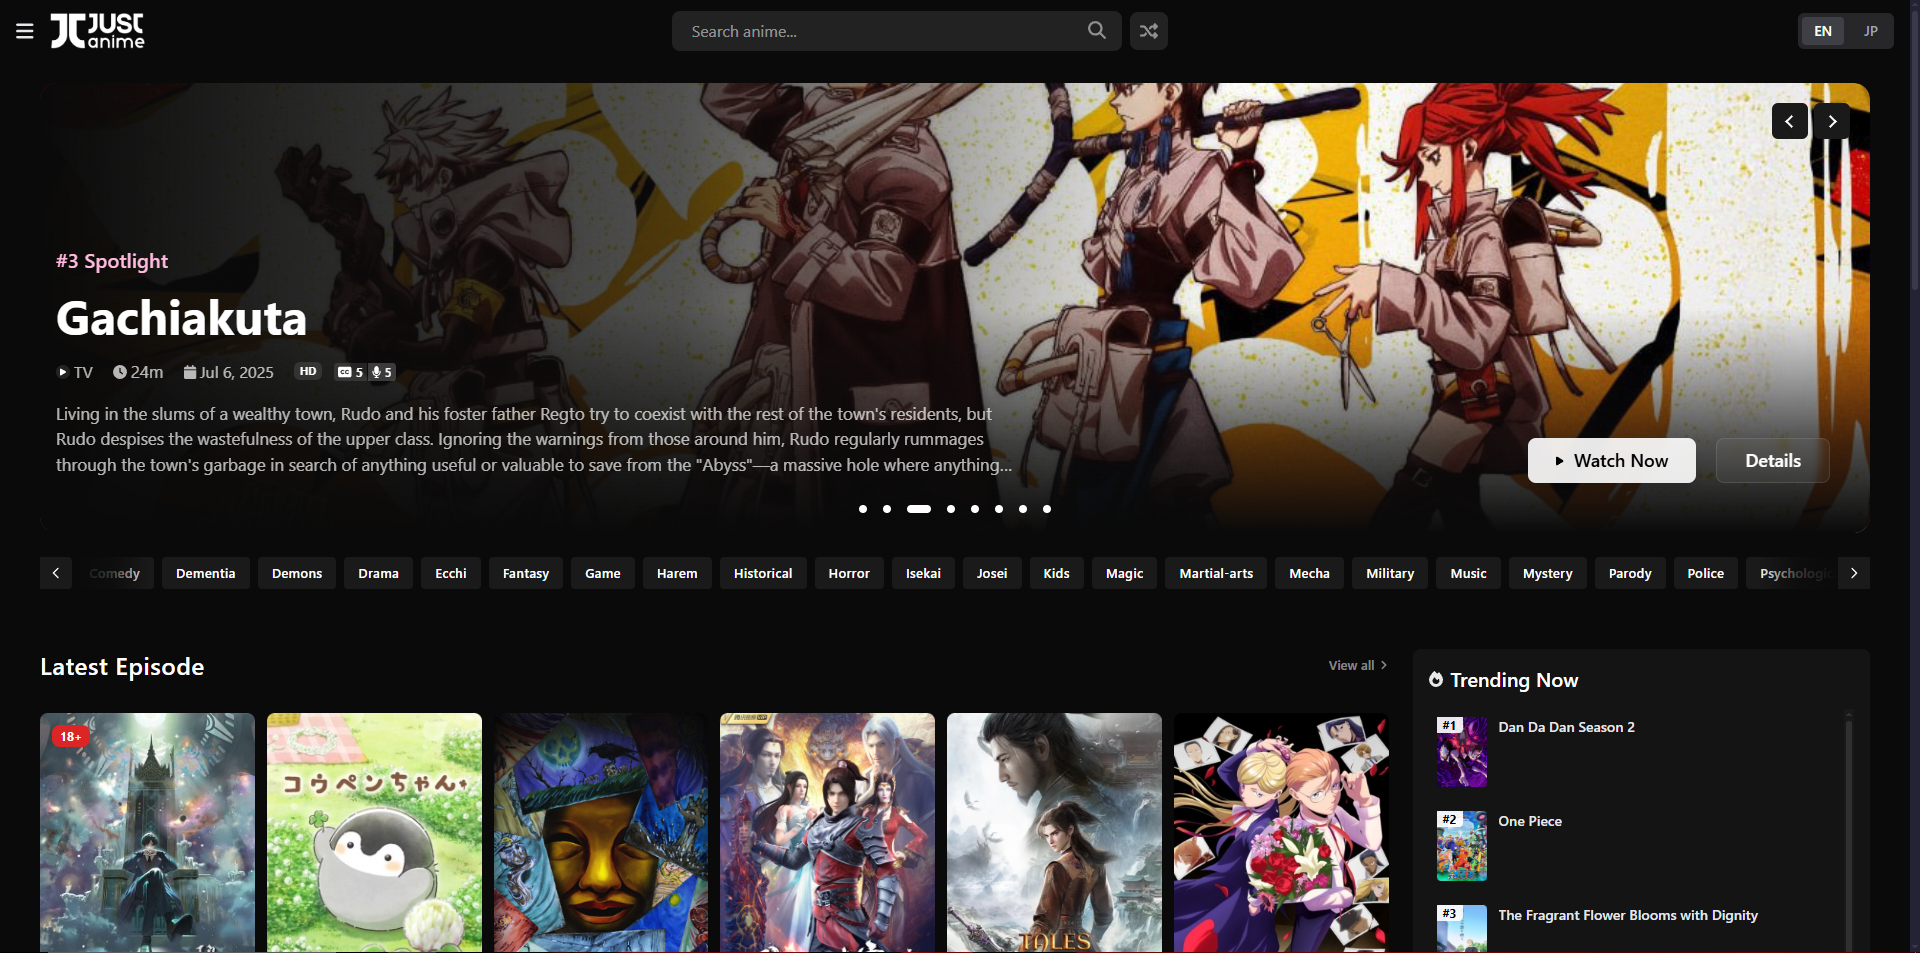 JUST
anime
Search anime...
EN
JP
#3 Spotlight
Gachiakuta
TV 24m Jul 6, 2025 HD cc 5 5
Living in the slums of a wealthy town, Rudo and his foster father Regto try to coexist with the rest of the town's residents, but
Rudo despises the wastefulness of the upper class. Ignoring the warnings from those around him, Rudo regularly rummages
through the town's garbage in search of anything useful or valuable to save from the "Abyss"—a massive hole where anything...
Watch Now
Details
Comedy Dementia Demons Drama Ecchi Fantasy Game Harem Historical Horror Isekai Josei Kids Magic Martial-arts Mecha Military Music Mystery Parody Police Psychologic
Latest Episode
View all
18+
コウペンちゃん
VIP
TALES
Trending Now
#1
Dan Da Dan Season 2
#2
One Piece
#3
The Fragrant Flower Blooms with Dignity